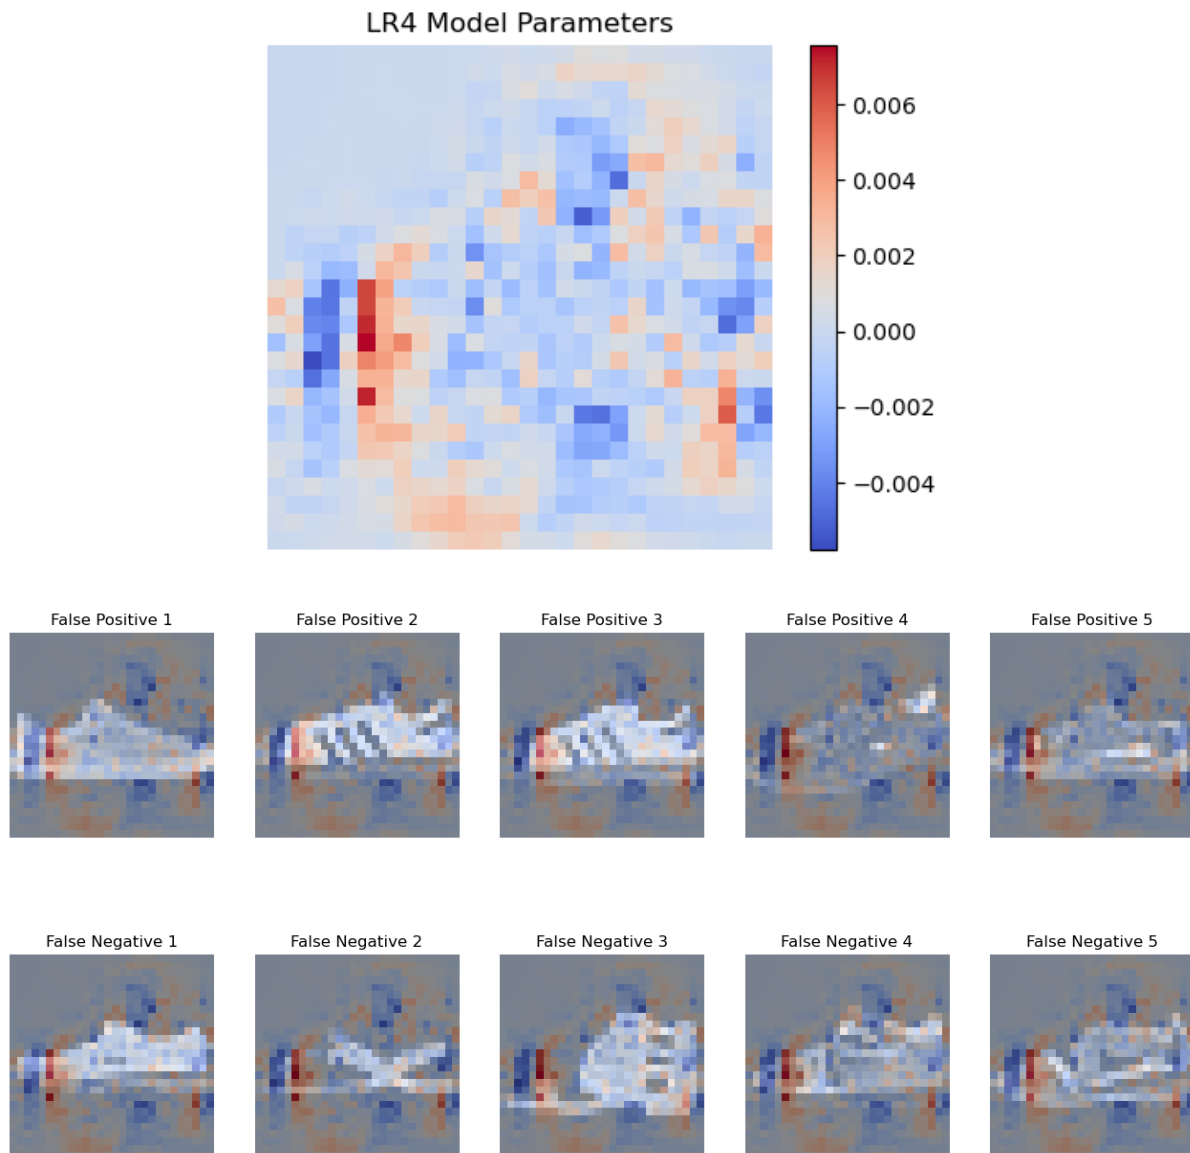 LR4 Model Parameters
0.006
0.004
0.002
0.000
−0.002
−0.004
False Positive 1
False Positive 2
False Positive 3
False Positive 4
False Positive 5
False Negative 1
False Negative 2
False Negative 3
False Negative 4
False Negative 5